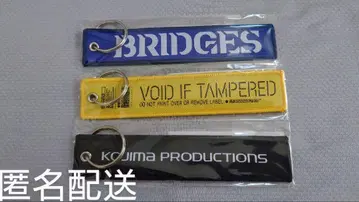 BRIDGES
VOID IF TAMPERED
DO NOT PRINT OVER OR REMOVE LABEL
KOJIMA PRODUCTIONS
匿名配送